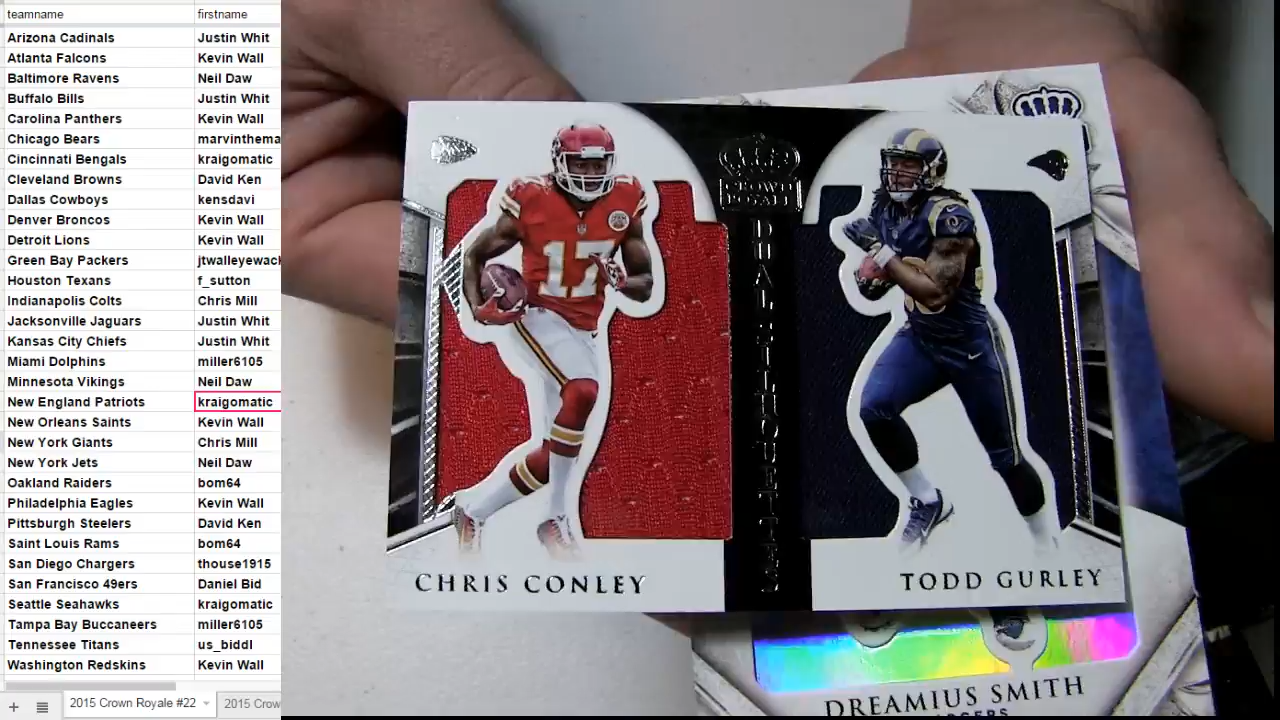 teamname firstname
Arizona Cadinals Justin Whit
Atlanta Falcons Kevin Wall
Baltimore Ravens Neil Daw
Buffalo Bills Justin Whit
Carolina Panthers Kevin Wall
Chicago Bears marvinthema
Cincinnati Bengals kraigomatic
Cleveland Browns David Ken
Dallas Cowboys kensdavi
Denver Broncos Kevin Wall
Detroit Lions Kevin Wall
Green Bay Packers jtwalleywack
Houston Texans f_sutton
Indianapolis Colts Chris Mill
Jacksonville Jaguars Justin Whit
Kansas City Chiefs Justin Whit
Miami Dolphins miller6105
Minnesota Vikings Neil Daw
New England Patriots kraigomatic
New Orleans Saints Kevin Wall
New York Giants Chris Mill
New York Jets Neil Daw
Oakland Raiders bom64
Philadelphia Eagles Kevin Wall
Pittsburgh Steelers David Ken
Saint Louis Rams bom64
San Diego Chargers thouse1915
San Francisco 49ers Daniel Bid
Seattle Seahawks kraigomatic
Tampa Bay Buccaneers miller6105
Tennessee Titans us_biddl
Washington Redskins Kevin Wall
2015 Crown Royale #22 2015 Crow
CROWN
ROYALE
DUAL SILHOUETTES
17
CHRIS CONLEY
TODD GURLEY
DREAMIUS SMITH